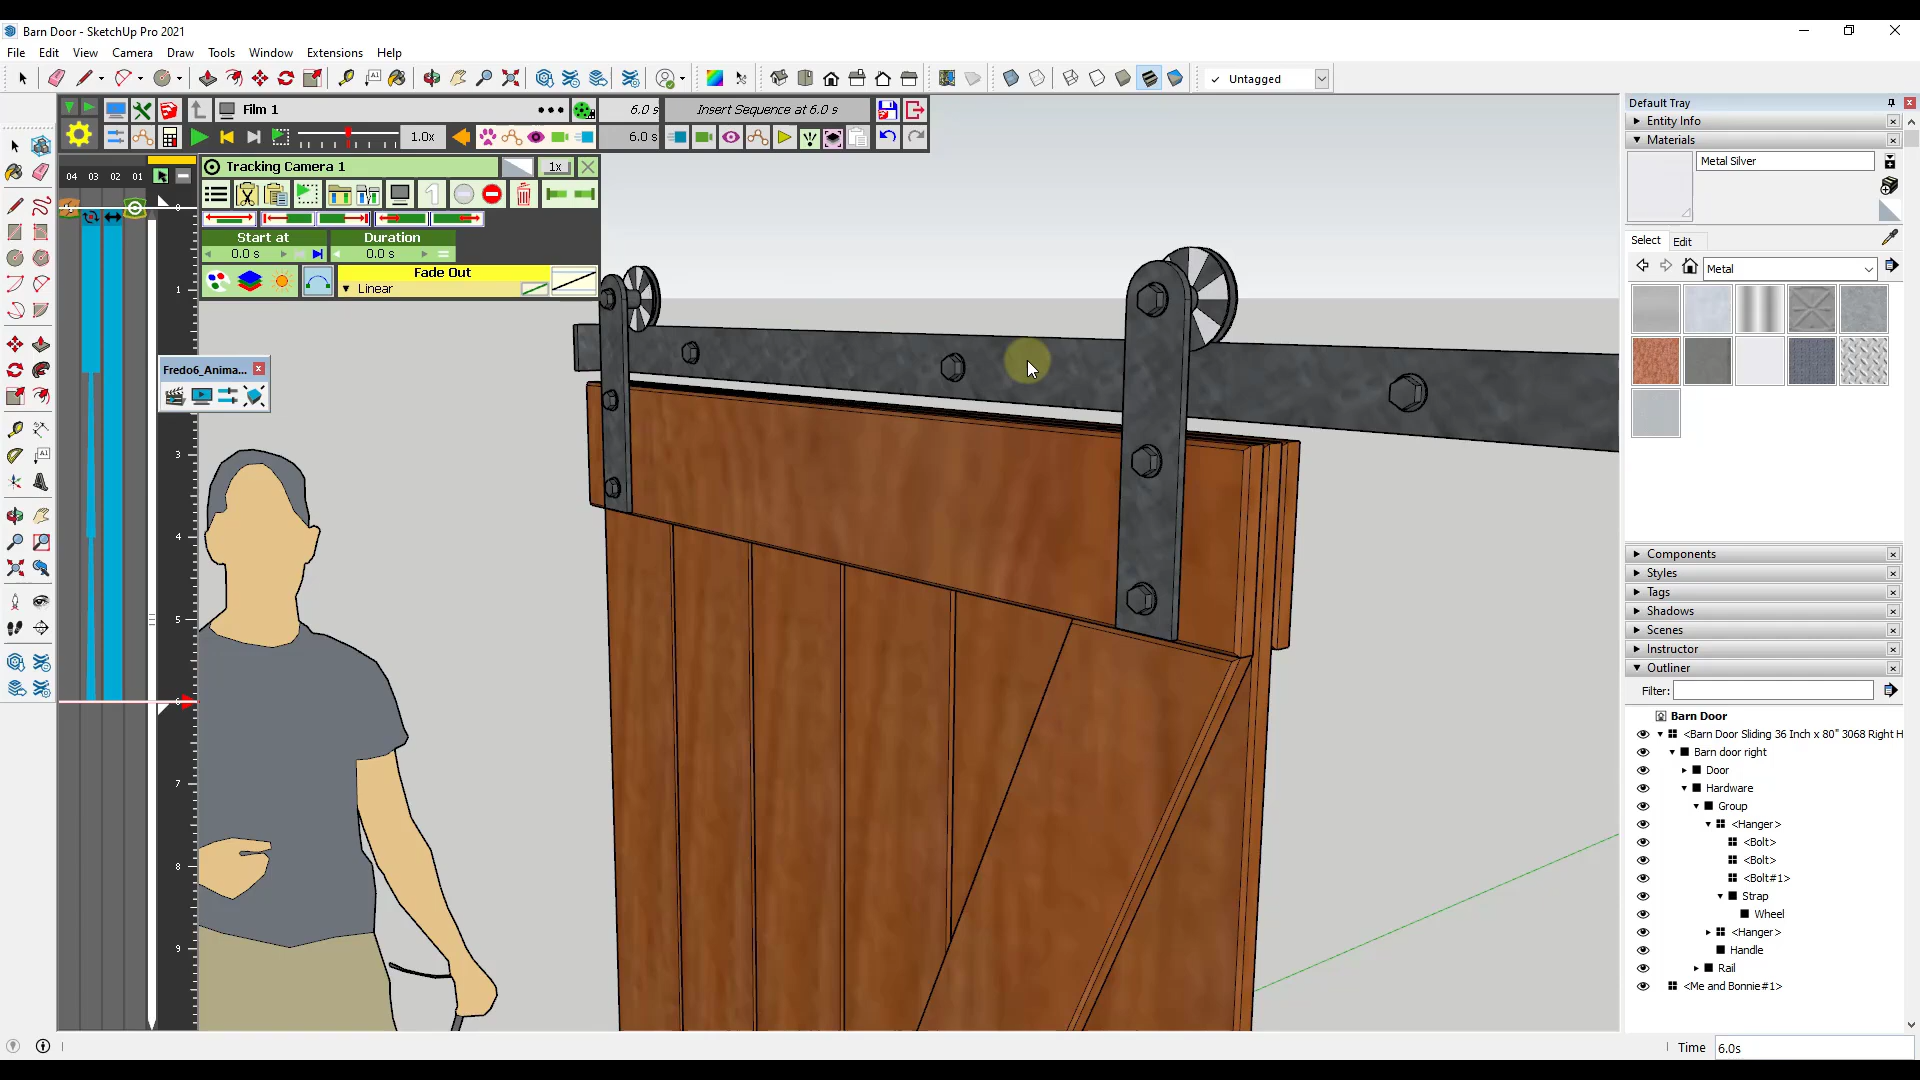 Barn Door - SketchUp Pro 2021
File Edit View Camera Draw Tools Window Extensions Help
Untagged
Film 1
6.0 s
Insert Sequence at 6.0 s
1.0x
6.0 s
Tracking Camera 1
1x
04 03 02 01
Start at
Duration
0.0 s
0.0 s
Fade Out
Linear
0
1
3
4
5
6
7
8
9
Fredo6_Anima...
Default Tray
Entity Info
Materials
Metal Silver
Select Edit
Metal
Components
Styles
Tags
Shadows
Scenes
Instructor
Outliner
Filter:
Barn Door
<Barn Door Sliding 36 Inch x 80" 3068 Right H
Barn door right
Door
Hardware
Group
<Hanger>
<Bolt>
<Bolt>
<Bolt#1>
Strap
Wheel
<Hanger>
Handle
Rail
<Me and Bonnie#1>
Time 6.0s